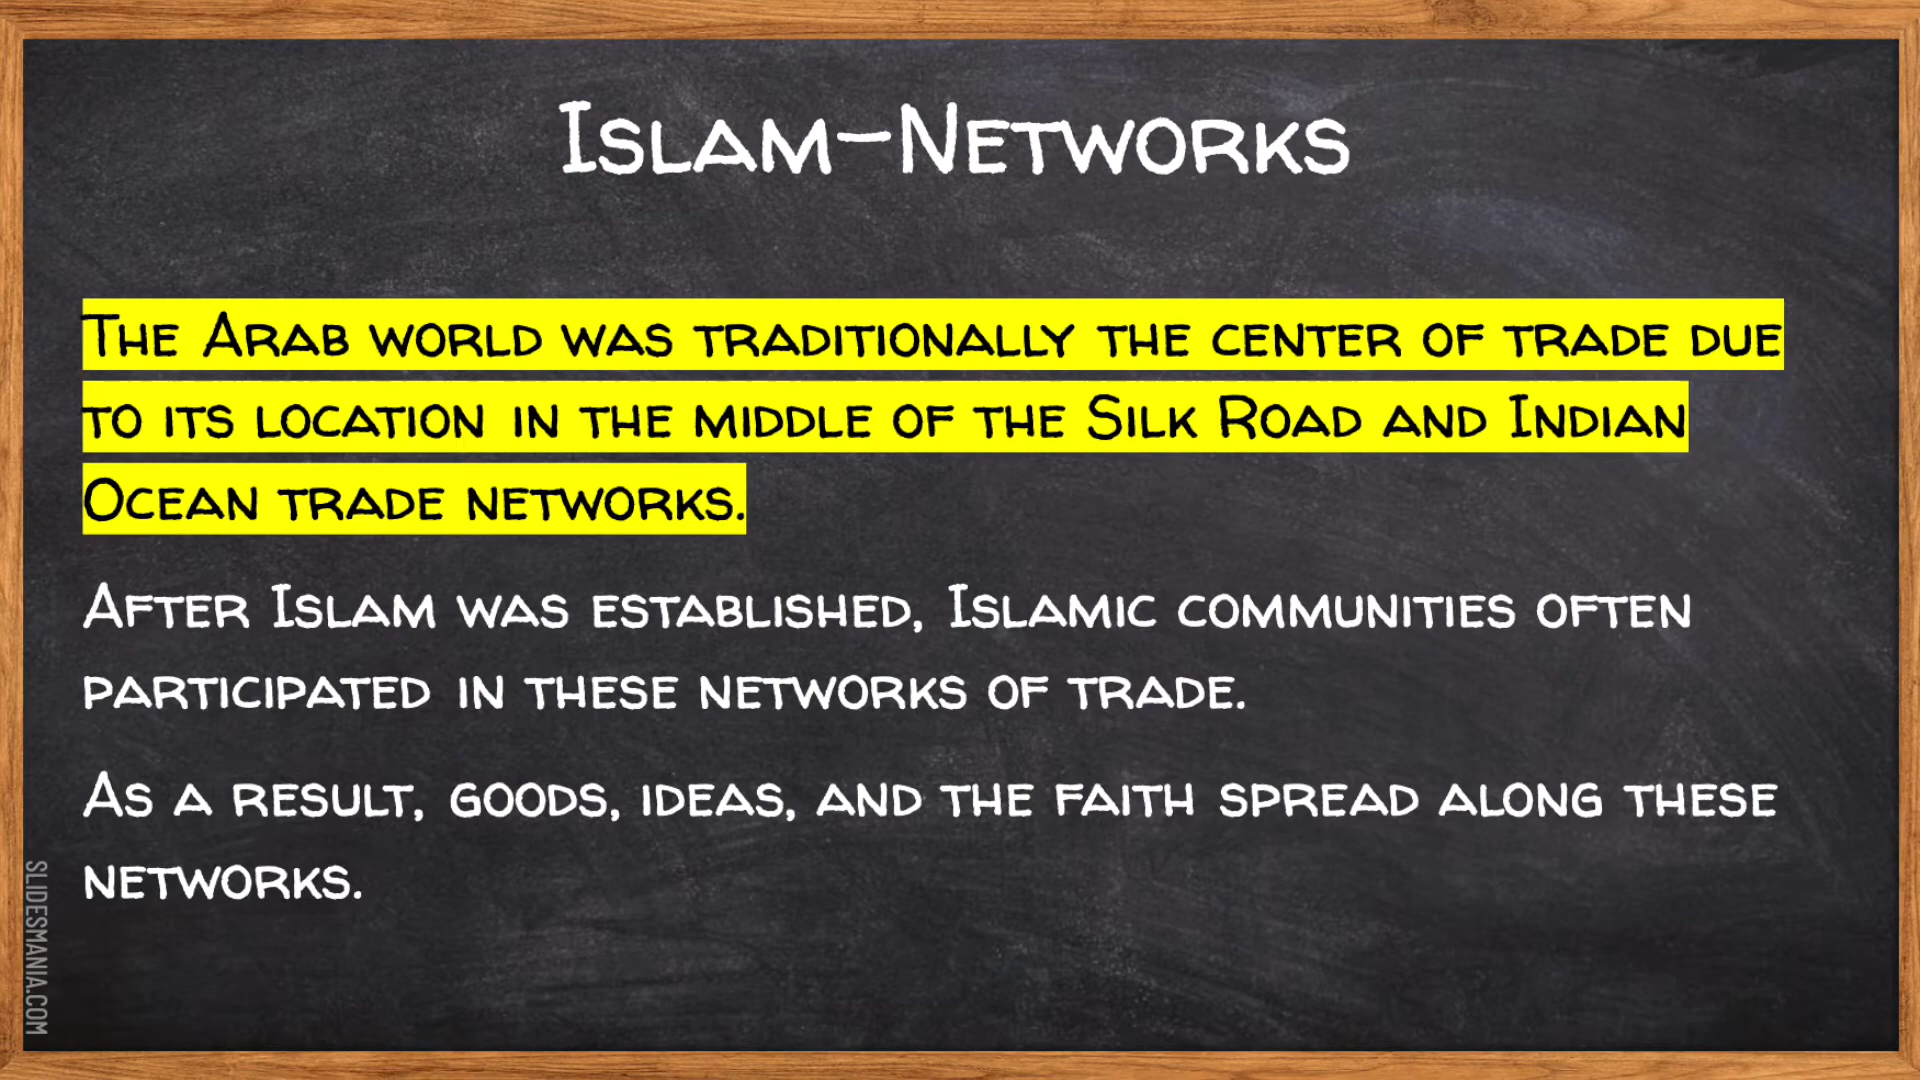 Islam-Networks
The Arab world was traditionally the center of trade due
to its location in the middle of the Silk Road and Indian
Ocean trade networks.
After Islam was established, Islamic communities often
participated in these networks of trade.
As a result, goods, ideas, and the faith spread along these
networks.
SLIDESMANIA.COM